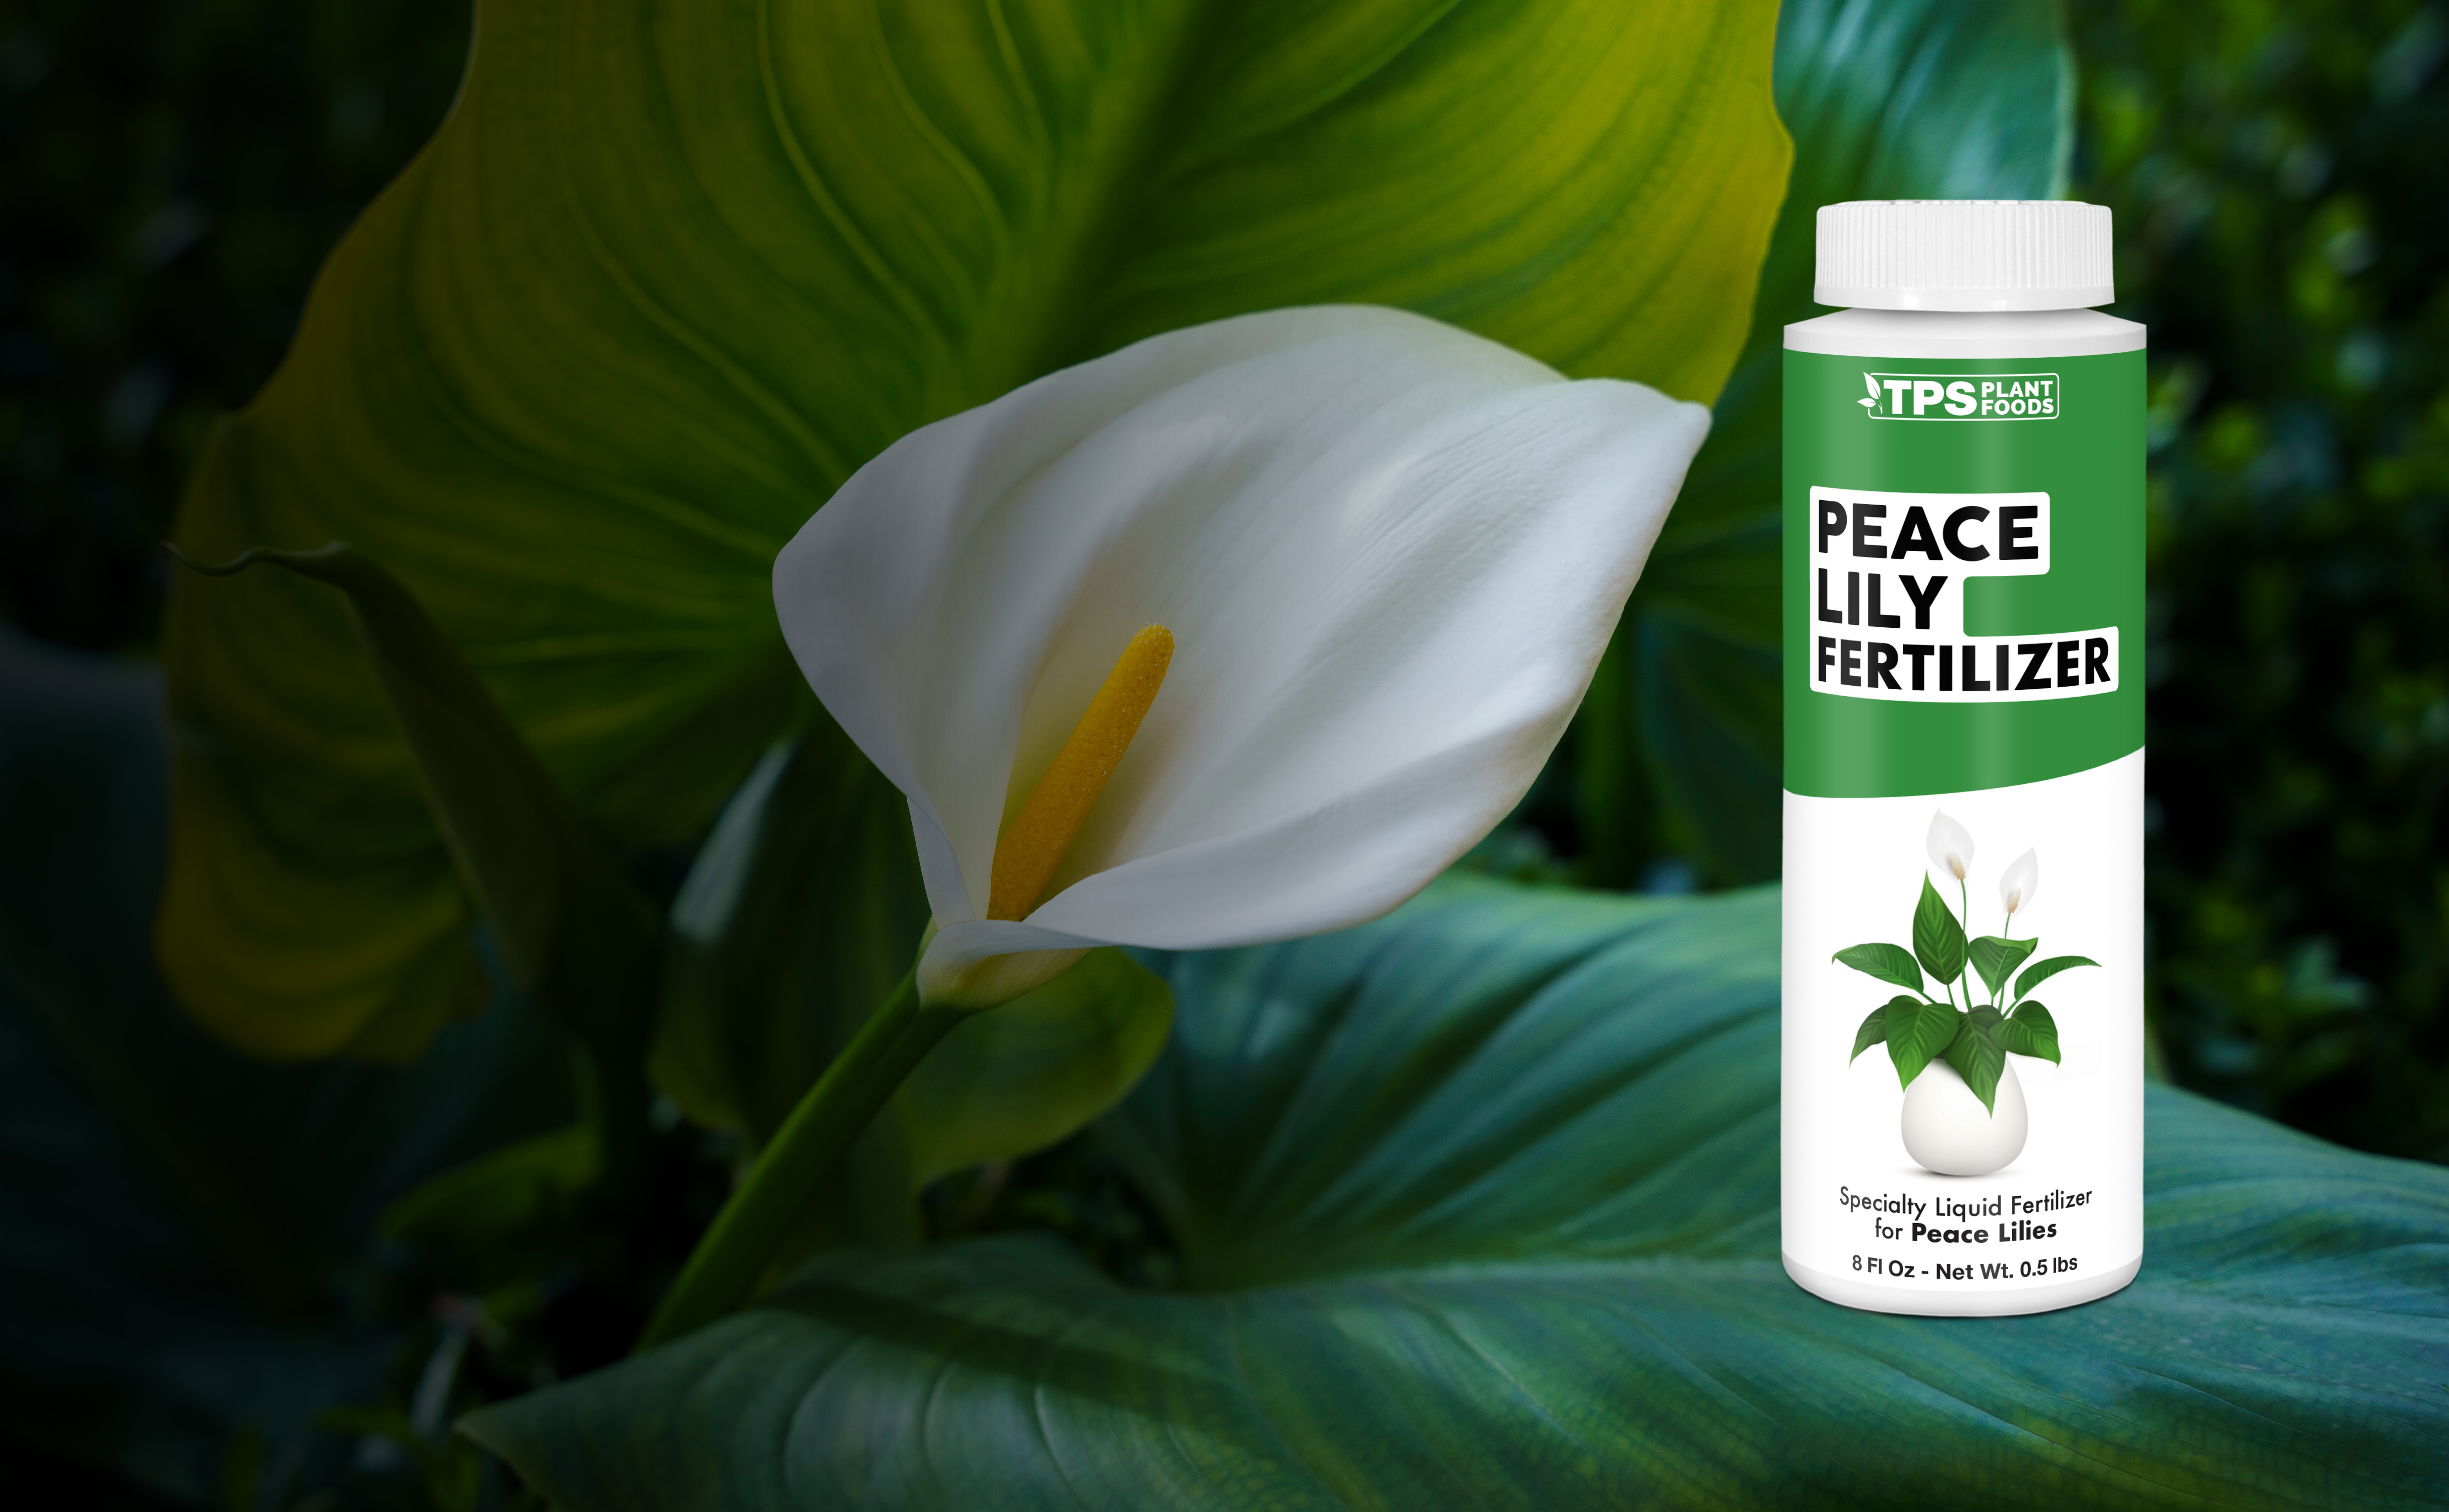 TPS PLANT FOODS
PEACE
LILY
FERTILIZER
Specialty Liquid Fertilizer
for Peace Lilies
8 Fl Oz - Net Wt. 0.5 lbs